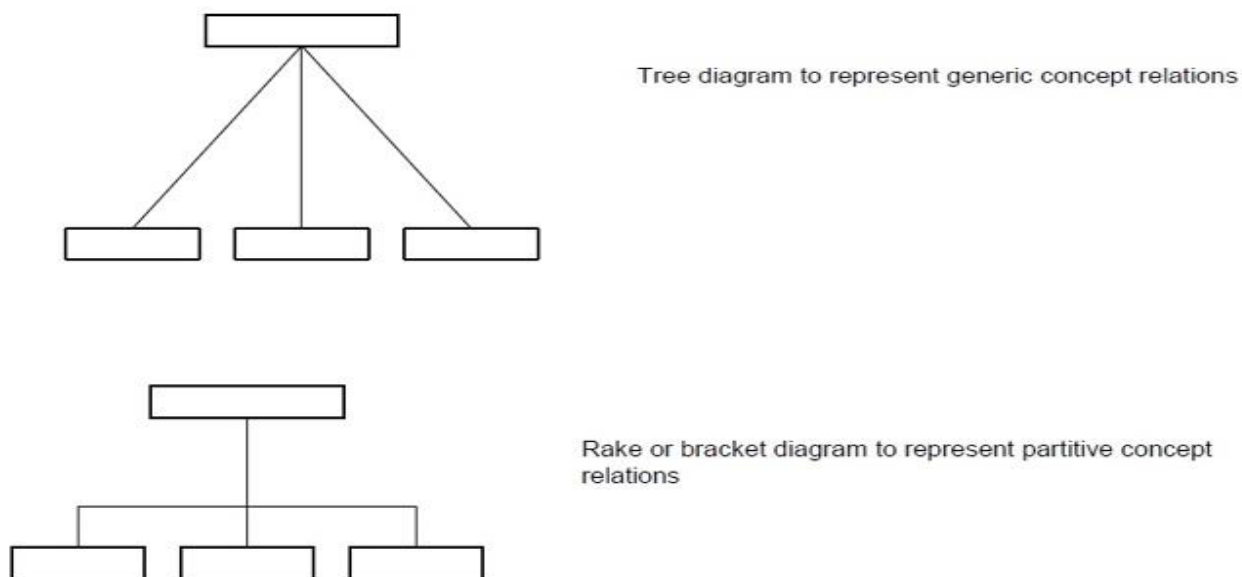 Tree diagram to represent generic concept relations
Rake or bracket diagram to represent partitive concept
relations